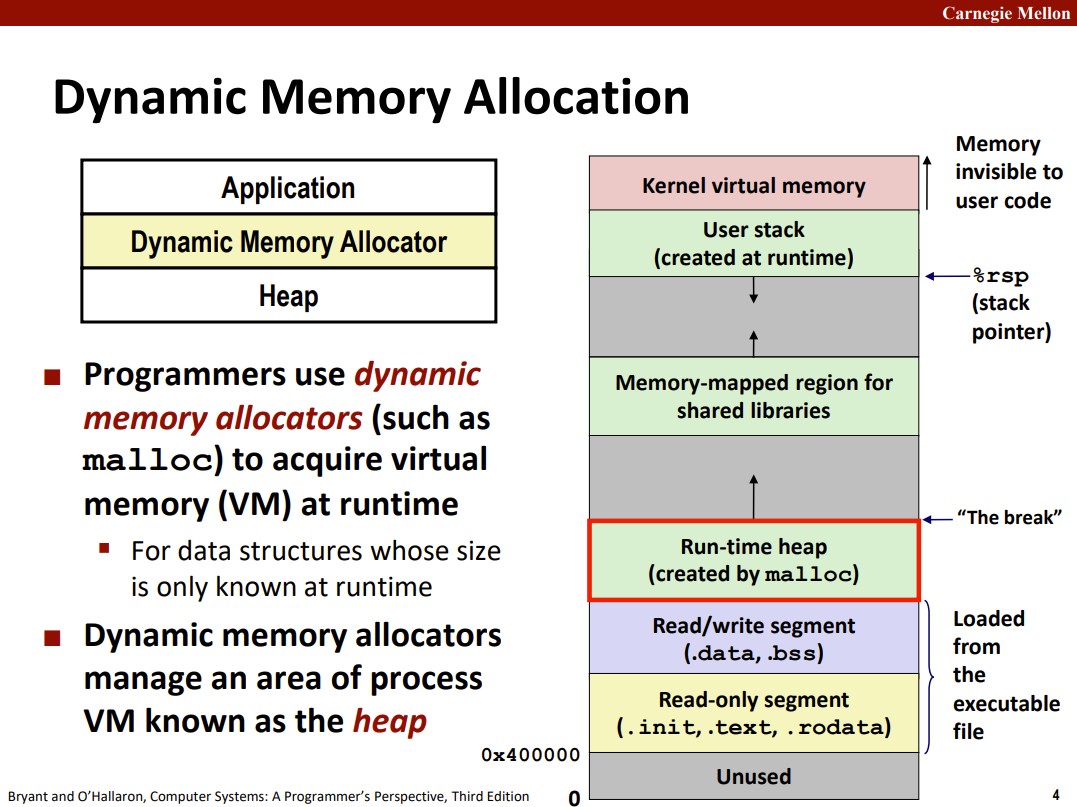 Carnegie Mellon
Dynamic Memory Allocation
Application
Dynamic Memory Allocator
Heap
■ Programmers use dynamic
memory allocators (such as
malloc) to acquire virtual
memory (VM) at runtime
▪ For data structures whose size
is only known at runtime
■ Dynamic memory allocators
manage an area of process
VM known as the heap
Kernel virtual memory
User stack
(created at runtime)
Memory-mapped region for
shared libraries
Run-time heap
(created by malloc)
Read/write segment
(.data, .bss)
Read-only segment
(.init, .text, .rodata)
Unused
Memory
invisible to
user code
%rsp
(stack
pointer)
“The break”
Loaded
from
the
executable
file
0x400000
0
Bryant and O’Hallaron, Computer Systems: A Programmer’s Perspective, Third Edition
4